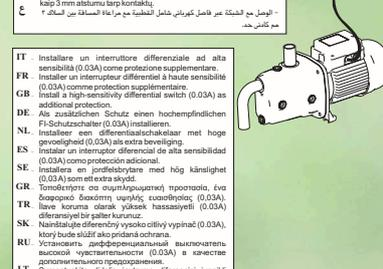 kaip 3 mm atstumu tarp kontaktų.
ع
- الوصل مع الشبكة عبر فاصل كهربائي شامل القطبية مع مراعاة المسافة بين السلاك ٣
مم كأدنى حد.
IT - Installare un interruttore differenziale ad alta
sensibilità (0.03A) come protezione supplementare.
FR - Installer un interrupteur différentiel à haute sensibilité
(0.03A) comme protection supplémentaire.
GB - Install a high-sensitivity differential switch (0.03A) as
additional protection.
DE - Als zusätzlichen Schutz einen hochempfindlichen
FI-Schutzschalter (0.03A) installieren.
NL - Installeer een differentiaalschakelaar met hoge
gevoeligheid (0,03A) als extra beveiliging.
ES - Instalar un interruptor diferencial de alta sensibilidad
(0.03A) como protección adicional.
SE - Installera en jordfelsbrytare med hög känslighet
(0.03A) som ett extra skydd.
GR - Τοποθετήστε σα συμπληρωματική προστασία, ένα
διαφορικό διακόπτη υψηλής ευαισθησίας (0,03A).
TR - İlave koruma olarak yüksek hassasiyetli (0.03A)
diferansiyel bir şalter kurunuz.
SK - Nainštalujte diferenčný vysoko citlivý vypínač (0.03A),
ktorý bude slúžiť ako pridaná ochrana.
RU - Установить дифференциальный выключатель
высокой чувствительности (0.03A) в качестве
дополнительного предохранения.
LT